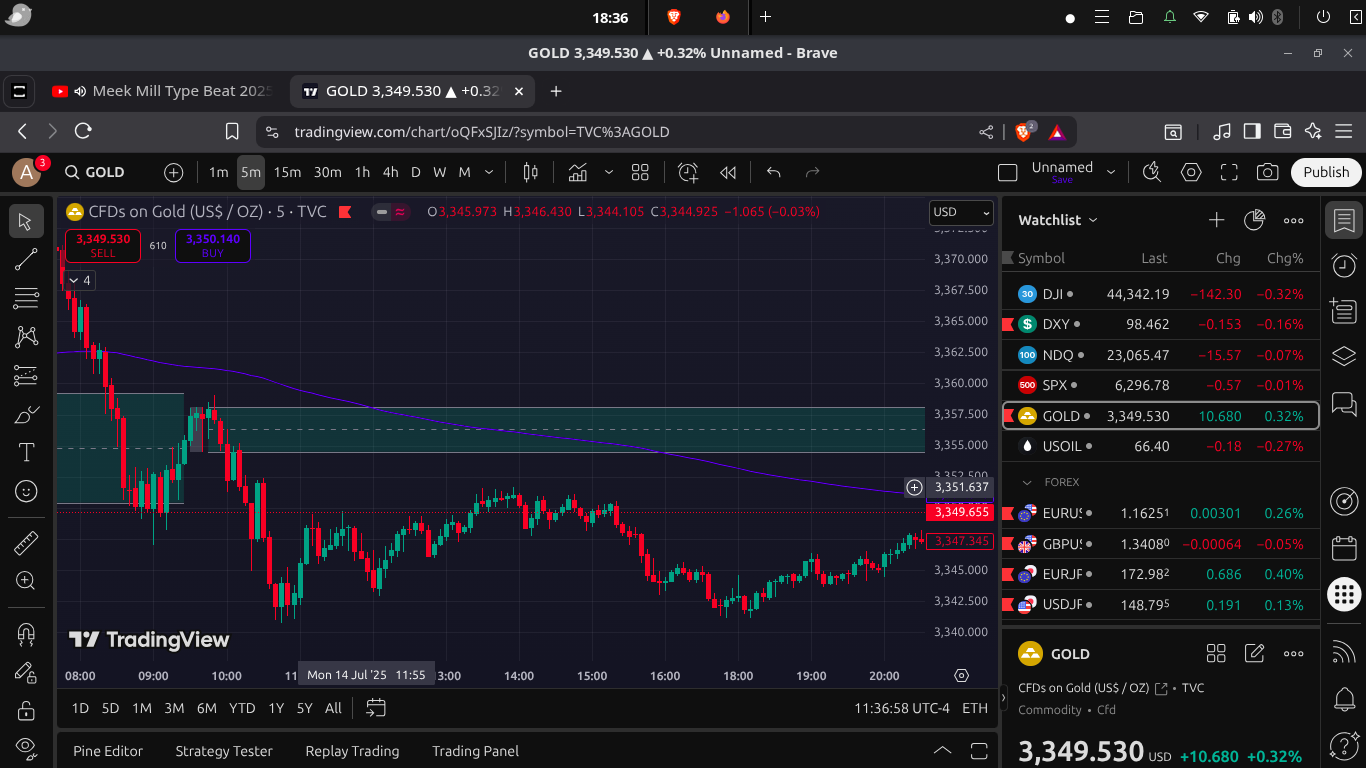 18:36
GOLD 3,349.530 ▲ +0.32% Unnamed - Brave
Meek Mill Type Beat 2025
GOLD 3,349.530 ▲ +0.32
tradingview.com/chart/oQFxSJIz/?symbol=TVC%3AGOLD
2
A 3 GOLD 1m 5m 15m 30m 1h 4h D W M Unnamed Save Publish
CFDs on Gold (US$ / OZ) · 5 · TVC O3,345.973 H3,346.430 L3,344.105 C3,344.925 −1.065 (−0.03%) USD
3,349.530 SELL 610 3,350.140 BUY
4
3,370.000
3,367.500
3,365.000
3,362.500
3,360.000
3,357.500
3,355.000
3,352.500
3,351.637
3,349.655
3,347.345
3,345.000
3,342.500
3,340.000
TradingView
08:00 09:00 10:00 11 Mon 14 Jul '25 11:55 3:00 14:00 15:00 16:00 17:00 18:00 19:00 20:00
1D 5D 1M 3M 6M YTD 1Y 5Y All 11:36:58 UTC-4 ETH
Pine Editor Strategy Tester Replay Trading Trading Panel
Watchlist
Symbol Last Chg Chg%
30 DJI 44,342.19 −142.30 −0.32%
$ DXY 98.462 −0.153 −0.16%
100 NDQ 23,065.47 −15.57 −0.07%
500 SPX 6,296.78 −0.57 −0.01%
GOLD 3,349.530 10.680 0.32%
USOIL 66.40 −0.18 −0.27%
FOREX
EURUS 1.16251 0.00301 0.26%
GBPUS 1.34080 −0.00064 −0.05%
EURJP 172.982 0.686 0.40%
USDJP 148.795 0.191 0.13%
GOLD
CFDs on Gold (US$ / OZ) • TVC
Commodity • Cfd
3,349.530 USD +10.680 +0.32%